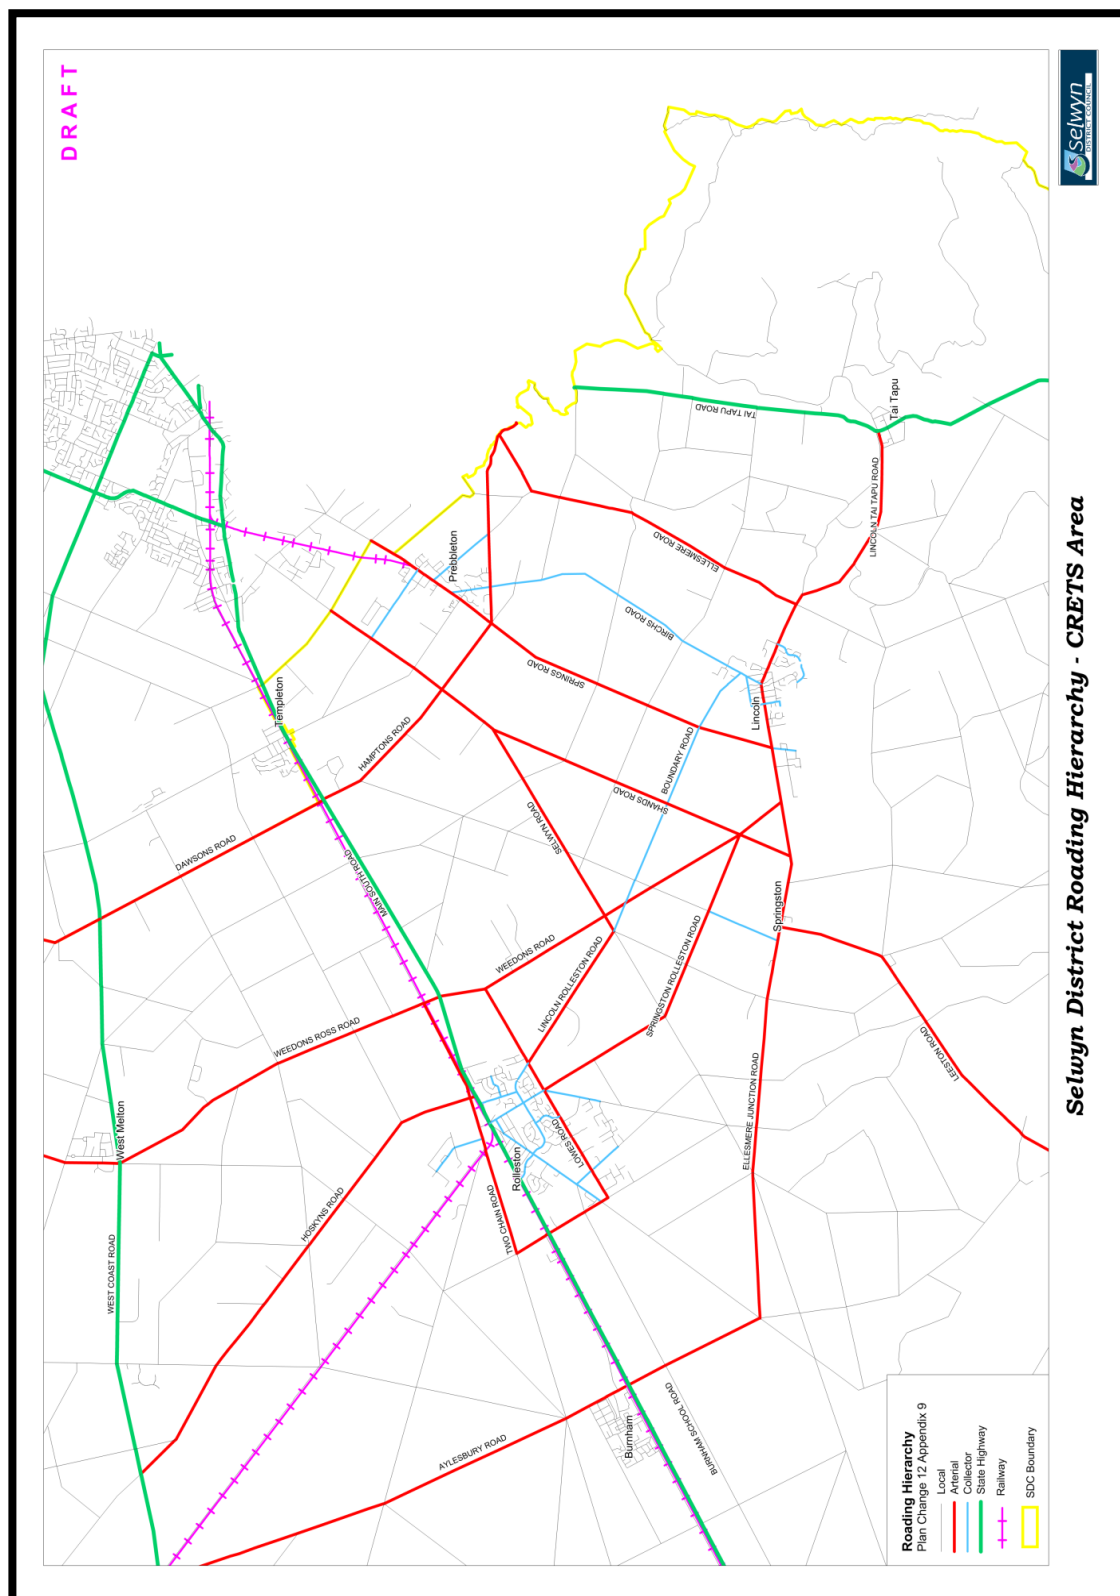 DRAFT
selwyn
DISTRICT COUNCIL
West Melton
WEST COAST ROAD
HOSKYNS ROAD
WEEDONS ROSS ROAD
DAWSONS ROAD
Templeton
MAIN SOUTH ROAD
HAMPTONS ROAD
Prebbleton
AYLESBURY ROAD
TWO CHAIN ROAD
Rolleston
LOWES ROAD
WEEDONS ROAD
LINCOLN ROLLESTON ROAD
SELWYN ROAD
SPRINGS ROAD
BIRCHS ROAD
ELLESMERE ROAD
TAI TAPU ROAD
Tai Tapu
LINCOLN TAI TAPU ROAD
Lincoln
BOUNDARY ROAD
SHANDS ROAD
SPRINGSTON ROLLESTON ROAD
Springston
ELLESMERE JUNCTION ROAD
LEESTON ROAD
Burnham
BURNHAM SCHOOL ROAD
Roading Hierarchy
Plan Change 12 Appendix 9
Local
Arterial
Collector
State Highway
Railway
SDC Boundary
Selwyn District Roading Hierarchy - CRETS Area